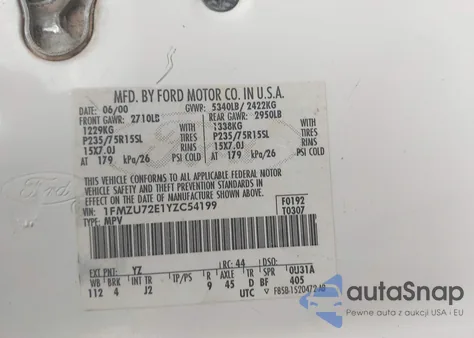 MFD. BY FORD MOTOR CO. IN U.S.A.
DATE: 06/00 GVWR: 5340LB/ 2422KG
FRONT GAWR: 2710LB REAR GAWR: 2950LB
1229KG 1338KG
P235/75R15SL TIRES P235/75R15SL TIRES
15X7.0J RIMS 15X7.0J RIMS
AT 179 kPa/26 PSI COLD AT 179 kPa/26 PSI COLD
THIS VEHICLE CONFORMS TO ALL APPLICABLE FEDERAL MOTOR
VEHICLE SAFETY AND THEFT PREVENTION STANDARDS IN
EFFECT ON THE DATE OF MANUFACTURE SHOWN ABOVE.
VIN: 1FMZU72E1YZC54199 F0192
TYPE: MPV T0307
EXT PNT: YZ RC: 44 DSO:
WB BRK INT TR TP/PS R AXLE TR SPR 0U31A
112 4 J2 9 45 D BF 405
UTC
Ford
autoSnap
Zdjęcia z aukcji USA i EU